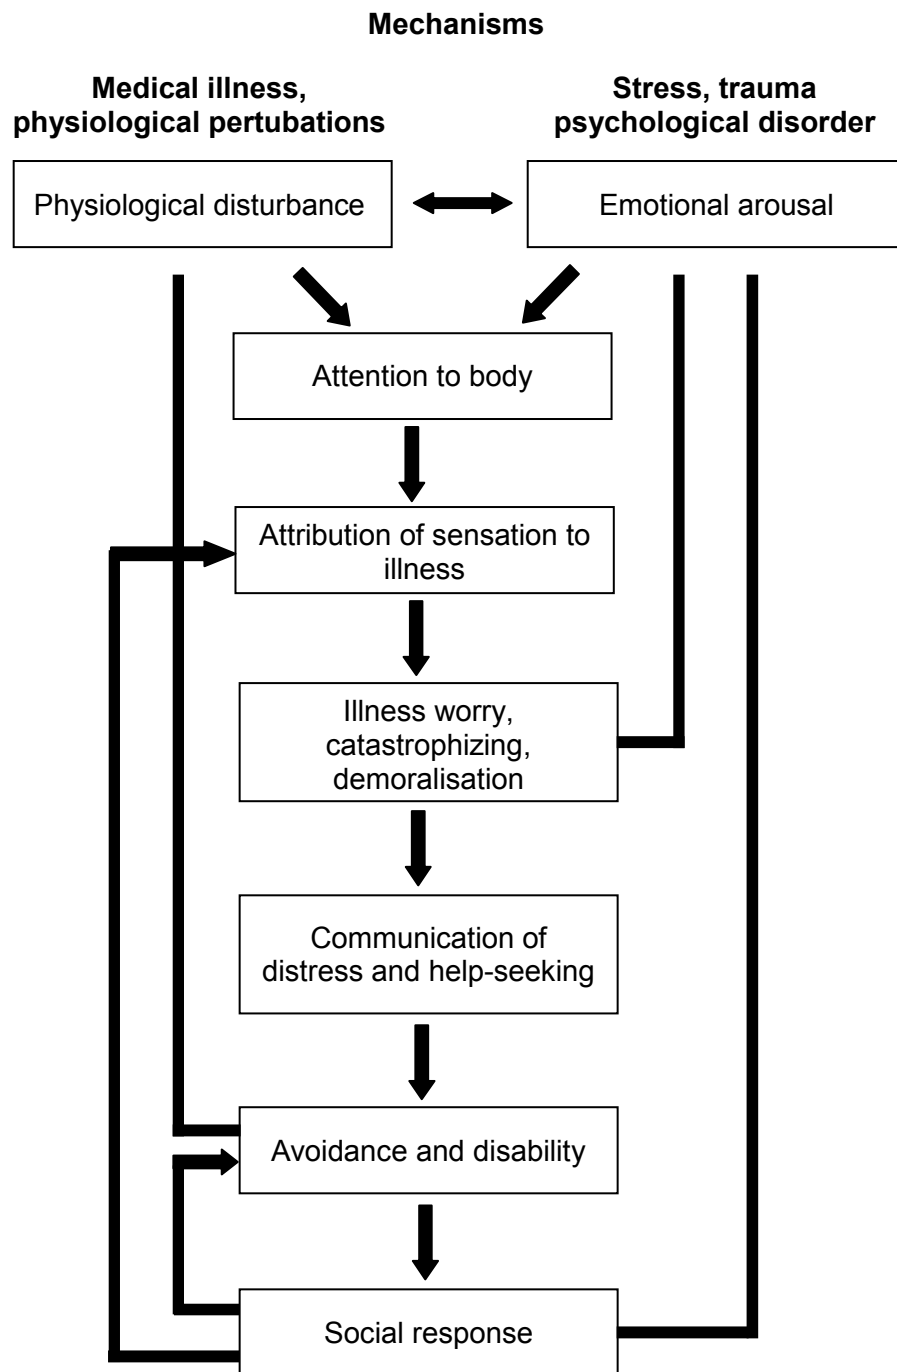 Mechanisms
Medical illness,
physiological pertubations
Stress, trauma
psychological disorder
Physiological disturbance
Emotional arousal
Attention to body
Attribution of sensation to
illness
Illness worry,
catastrophizing,
demoralisation
Communication of
distress and help-seeking
Avoidance and disability
Social response